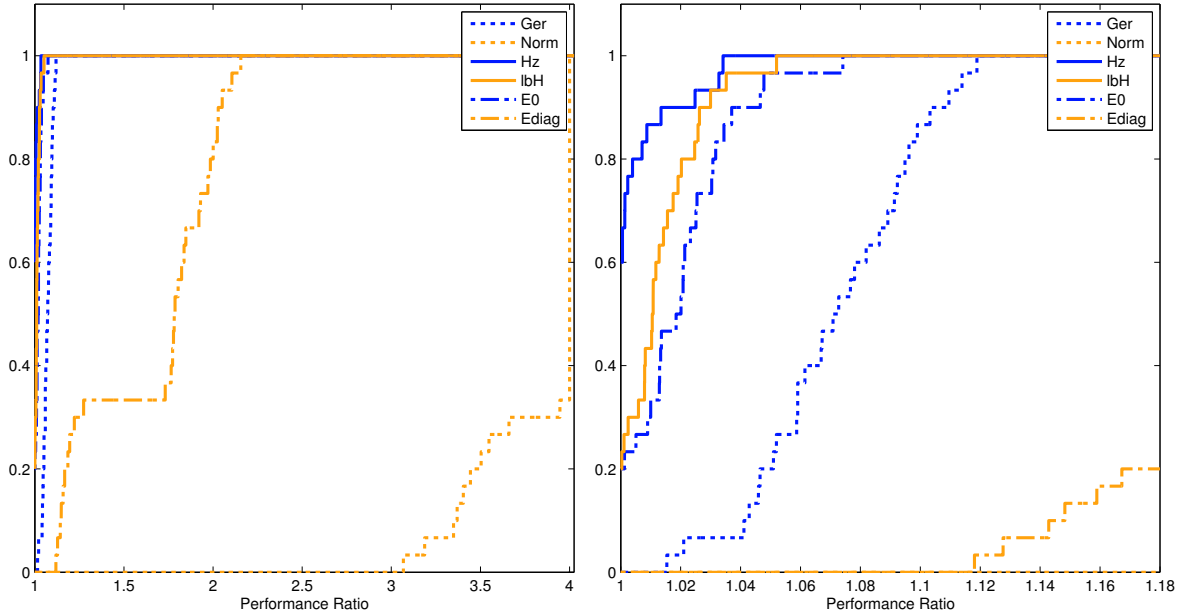 Ger
Norm
Hz
lbH
E0
Ediag
1
0.8
0.6
0.4
0.2
0
1 1.5 2 2.5 3 3.5 4
Performance Ratio
Ger
Norm
Hz
lbH
E0
Ediag
1
0.8
0.6
0.4
0.2
0
1 1.02 1.04 1.06 1.08 1.1 1.12 1.14 1.16 1.18
Performance Ratio